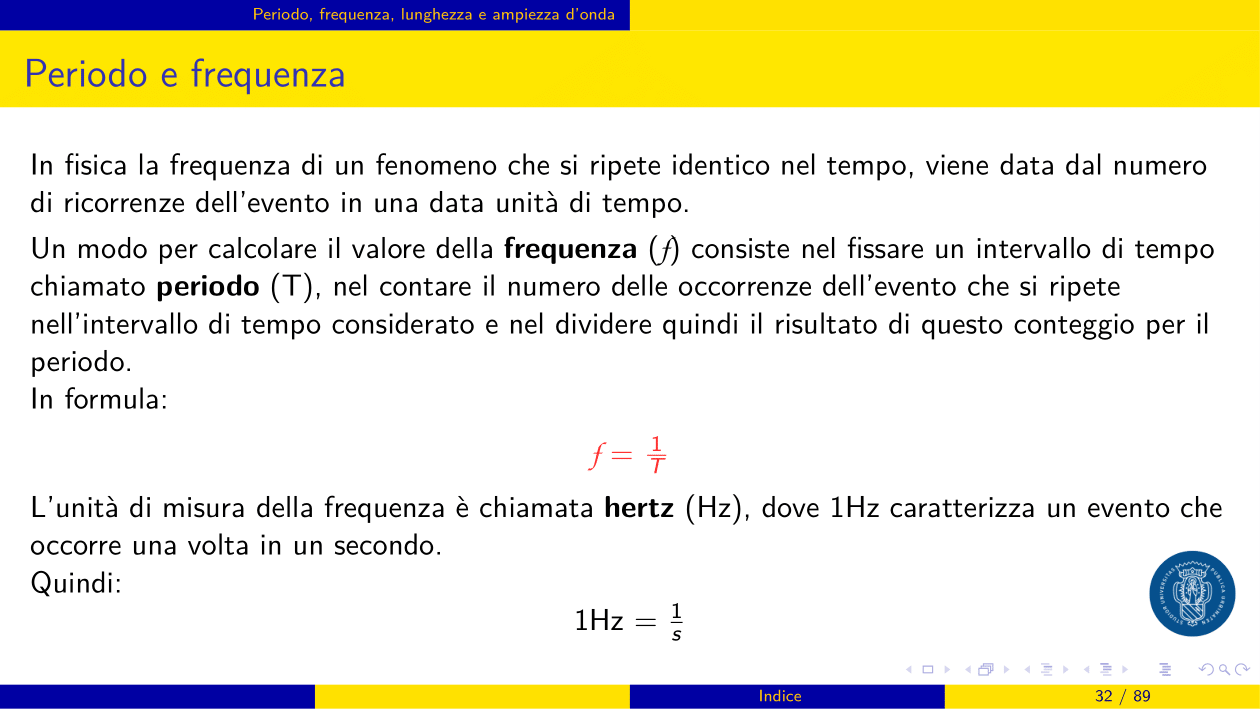 Periodo, frequenza, lunghezza e ampiezza d'onda
Periodo e frequenza
In fisica la frequenza di un fenomeno che si ripete identico nel tempo, viene data dal numero
di ricorrenze dell'evento in una data unità di tempo.
Un modo per calcolare il valore della frequenza (f) consiste nel fissare un intervallo di tempo
chiamato periodo (T), nel contare il numero delle occorrenze dell'evento che si ripete
nell'intervallo di tempo considerato e nel dividere quindi il risultato di questo conteggio per il
periodo.
In formula:
f = 1/T
L'unità di misura della frequenza è chiamata hertz (Hz), dove 1Hz caratterizza un evento che
occorre una volta in un secondo.
Quindi:
1Hz = 1/s
Indice
32 / 89